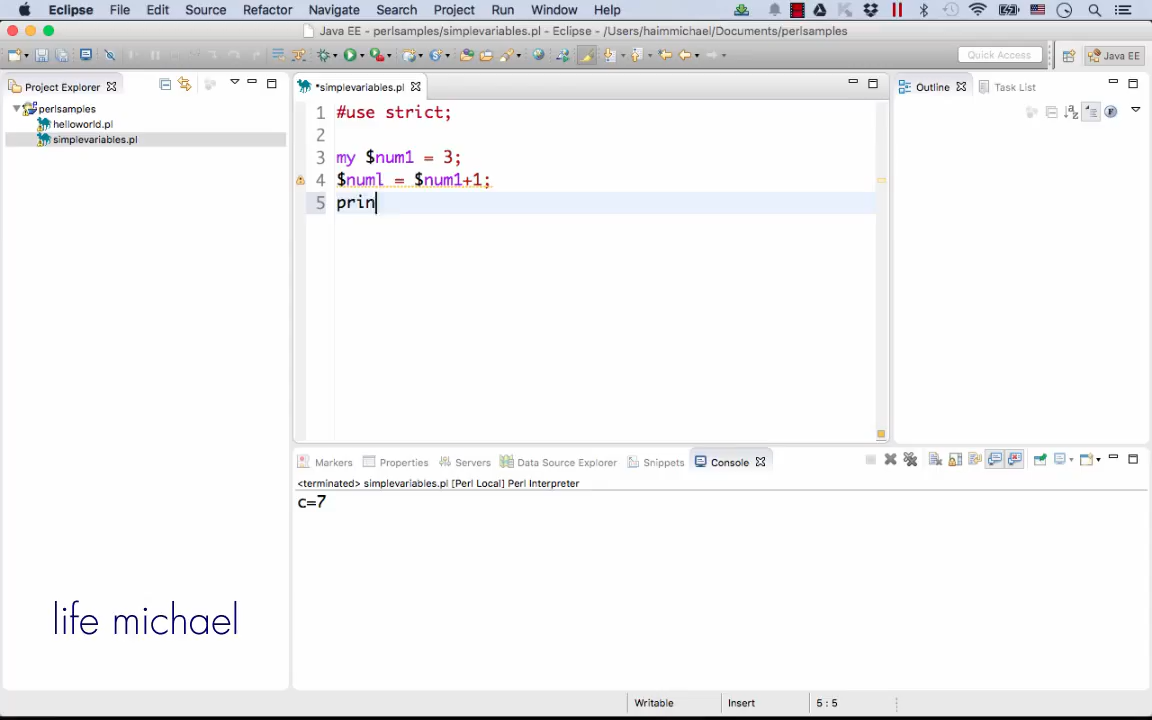 Eclipse File Edit Source Refactor Navigate Search Project Run Window Help
Java EE - perlsamples/simplevariables.pl - Eclipse - /Users/haimmichael/Documents/perlsamples
Quick Access
Java EE
Project Explorer
perlsamples
helloworld.pl
simplevariables.pl
*simplevariables.pl
1 #use strict;
2
3 my $num1 = 3;
4 $numl = $num1+1;
5 prin
Outline
Task List
Markers Properties Servers Data Source Explorer Snippets Console
<terminated> simplevariables.pl [Perl Local] Perl Interpreter
c=7
life michael
Writable Insert 5 : 5